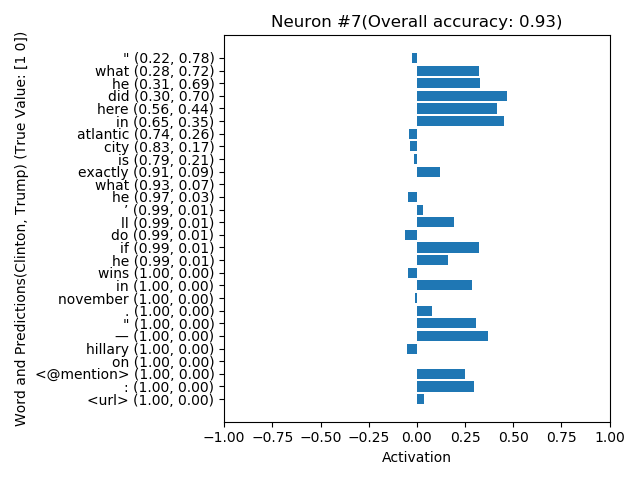 Neuron #7(Overall accuracy: 0.93)
Word and Predictions(Clinton, Trump) (True Value: [1 0])
" (0.22, 0.78)
what (0.28, 0.72)
he (0.31, 0.69)
did (0.30, 0.70)
here (0.56, 0.44)
in (0.65, 0.35)
atlantic (0.74, 0.26)
city (0.83, 0.17)
is (0.79, 0.21)
exactly (0.91, 0.09)
what (0.93, 0.07)
he (0.97, 0.03)
’ (0.99, 0.01)
ll (0.99, 0.01)
do (0.99, 0.01)
if (0.99, 0.01)
he (0.99, 0.01)
wins (1.00, 0.00)
in (1.00, 0.00)
november (1.00, 0.00)
. (1.00, 0.00)
" (1.00, 0.00)
— (1.00, 0.00)
hillary (1.00, 0.00)
on (1.00, 0.00)
<@mention> (1.00, 0.00)
: (1.00, 0.00)
<url> (1.00, 0.00)
−1.00 −0.75 −0.50 −0.25 0.00 0.25 0.50 0.75 1.00
Activation